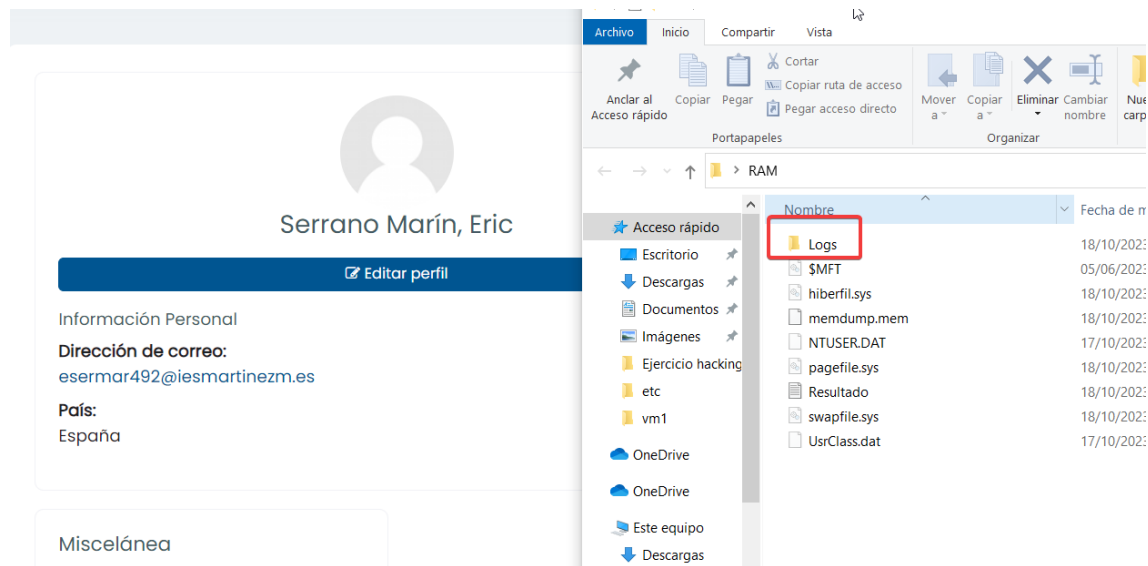 Serrano Marín, Eric
Editar perfil
Información Personal
Dirección de correo:
esermar492@iesmartinezm.es
País:
España
Miscelánea
Archivo Inicio Compartir Vista
Anclar al
Acceso rápido
Copiar
Pegar
Cortar
Copiar ruta de acceso
Pegar acceso directo
Portapapeles
Mover
a
Copiar
a
Eliminar
Cambiar
nombre
Organizar
RAM
Acceso rápido
Escritorio
Descargas
Documentos
Imágenes
Ejercicio hacking
etc
vm1
OneDrive
OneDrive
Este equipo
Descargas
Nombre Fecha de
Logs 18/10/2023
$MFT 05/06/2023
hiberfil.sys 18/10/2023
memdump.mem 18/10/2023
NTUSER.DAT 17/10/2023
pagefile.sys 18/10/2023
Resultado 18/10/2023
swapfile.sys 18/10/2023
UsrClass.dat 17/10/2023